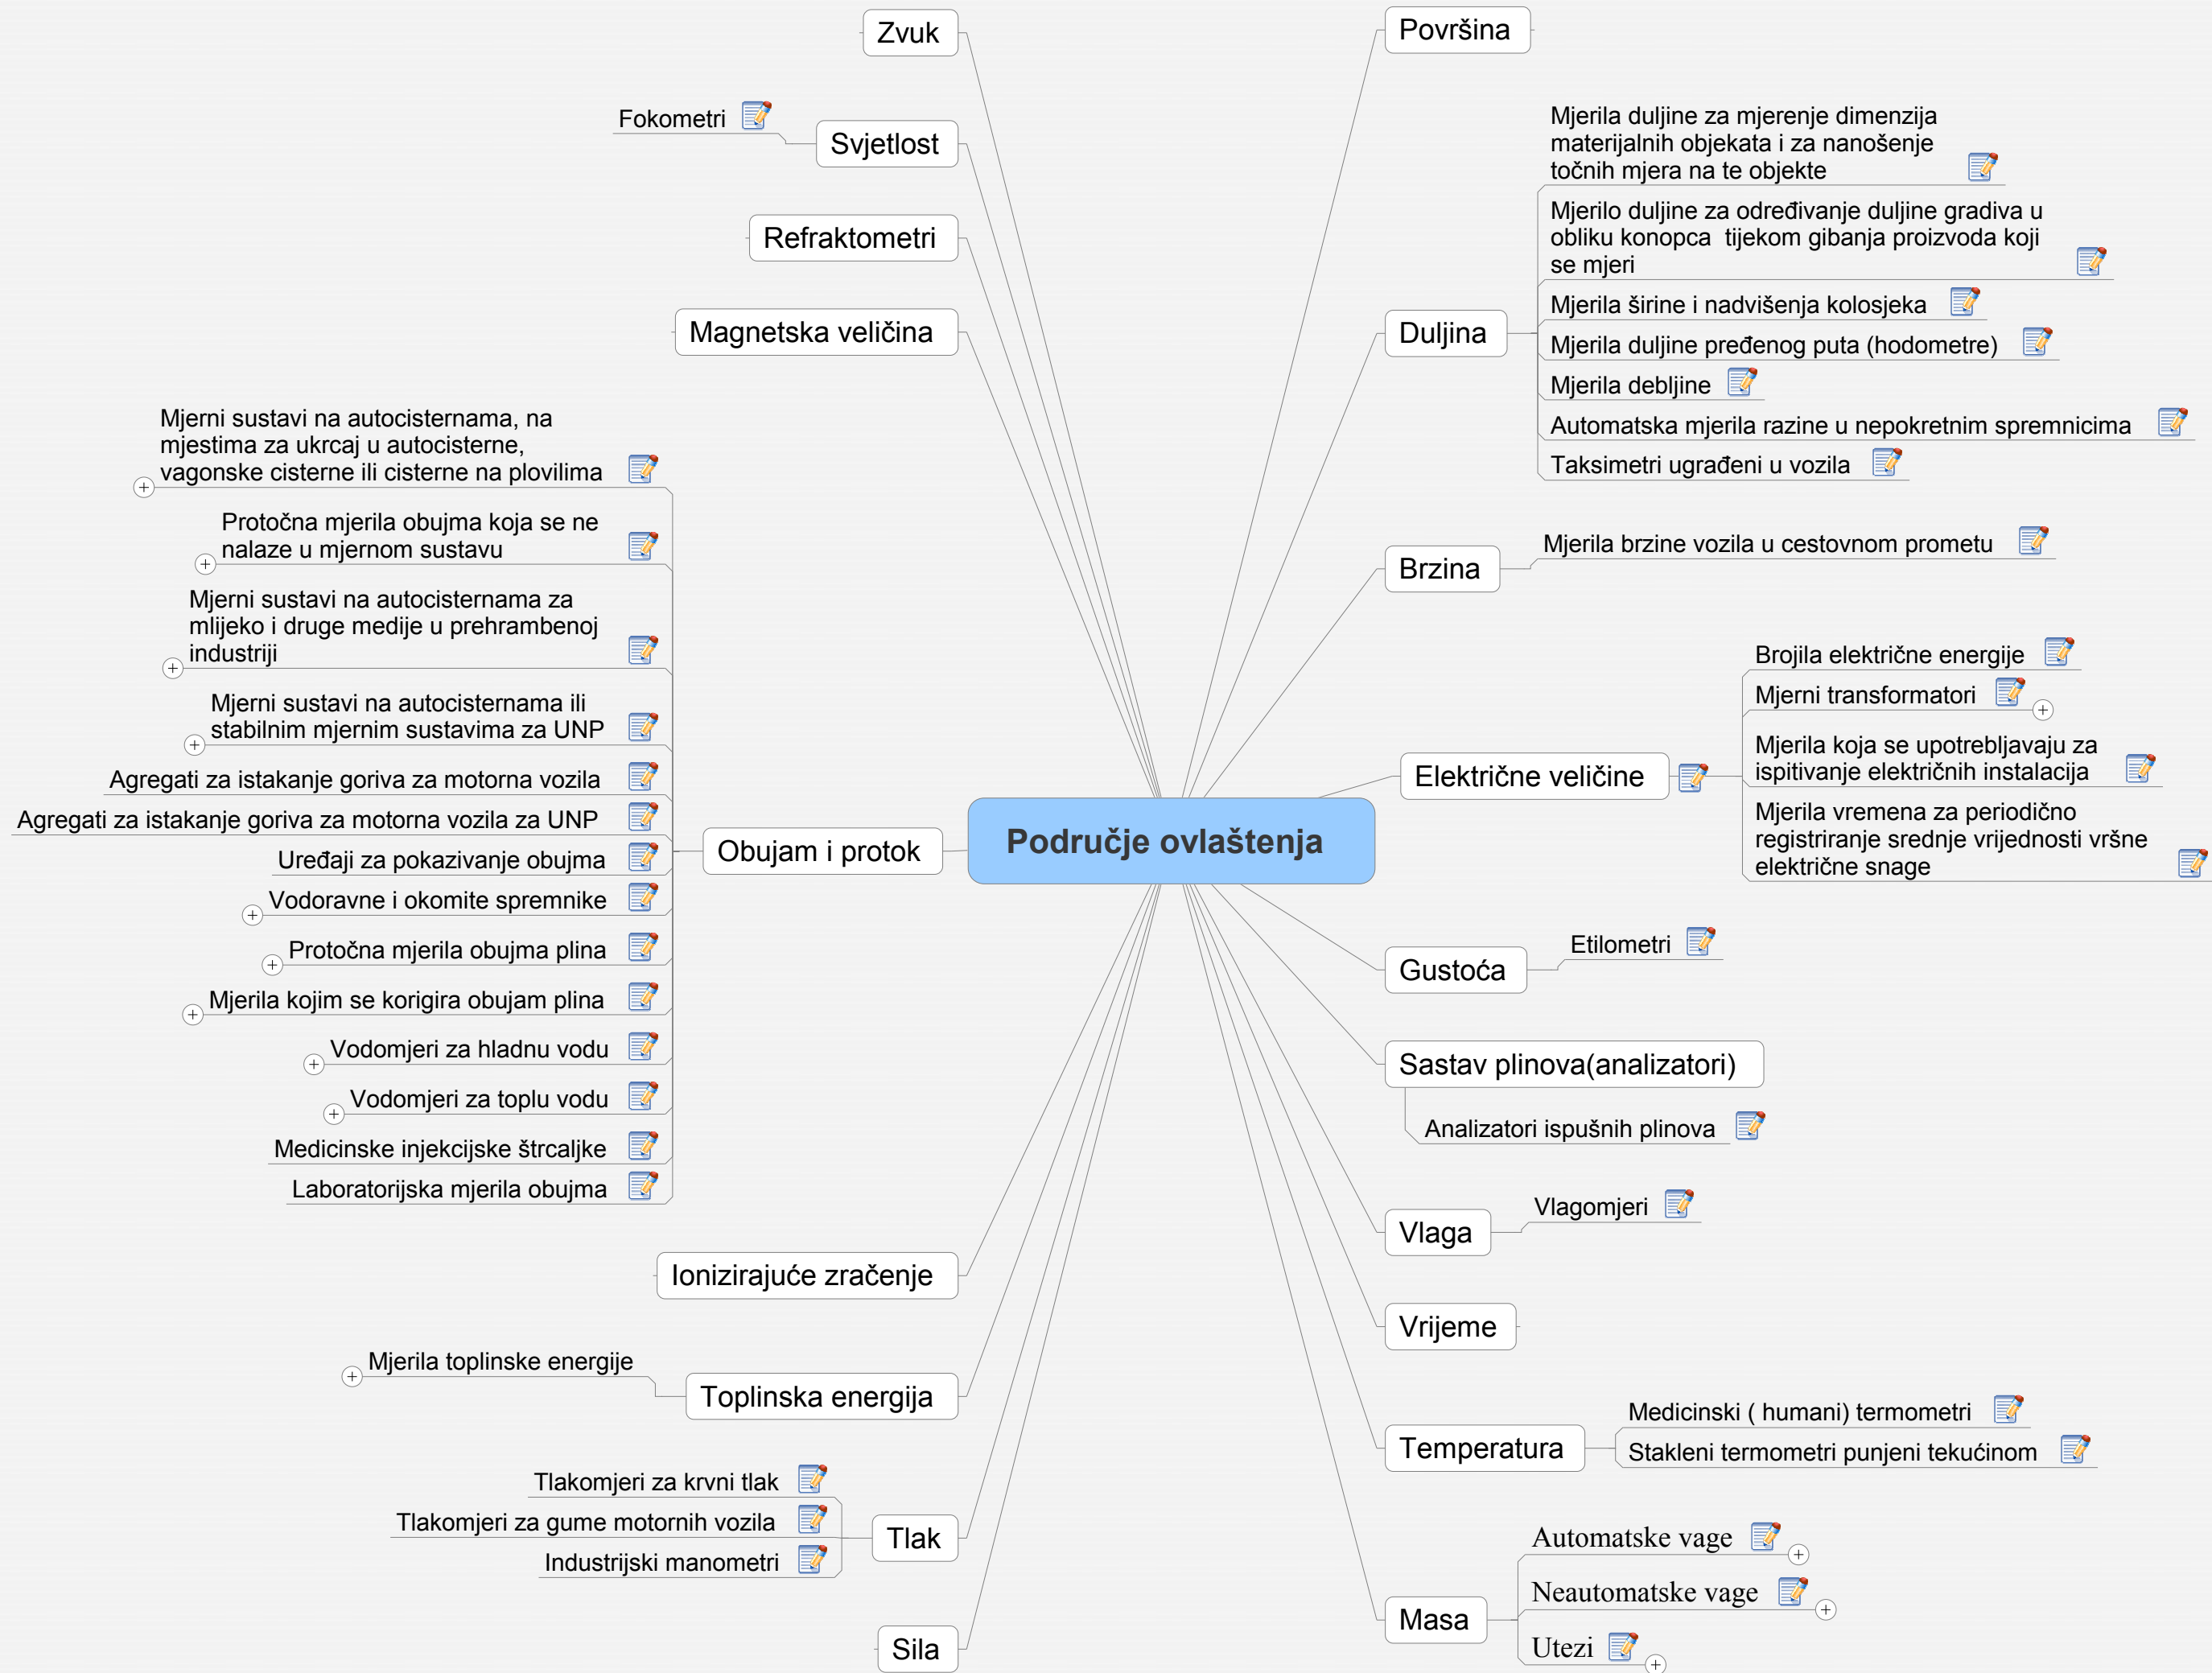 Zvuk
Fokometri
Svjetlost
Refraktometri
Magnetska veličina
Mjerni sustavi na autocisternama, na
mjestima za ukrcaj u autocisterne,
vagonske cisterne ili cisterne na plovilima
Protočna mjerila obujma koja se ne
nalaze u mjernom sustavu
Mjerni sustavi na autocisternama za
mlijeko i druge medije u prehrambenoj
industriji
Mjerni sustavi na autocisternama ili
stabilnim mjernim sustavima za UNP
Agregati za istakanje goriva za motorna vozila
Agregati za istakanje goriva za motorna vozila za UNP
Uređaji za pokazivanje obujma
Vodoravne i okomite spremnike
Protočna mjerila obujma plina
Mjerila kojim se korigira obujam plina
Vodomjeri za hladnu vodu
Vodomjeri za toplu vodu
Medicinske injekcijske štrcaljke
Laboratorijska mjerila obujma
Obujam i protok
Ionizirajuće zračenje
Mjerila toplinske energije
Toplinska energija
Tlakomjeri za krvni tlak
Tlakomjeri za gume motornih vozila
Industrijski manometri
Tlak
Sila
Područje ovlaštenja
Površina
Duljina
Mjerila duljine za mjerenje dimenzija
materijalnih objekata i za nanošenje
točnih mjera na te objekte
Mjerilo duljine za određivanje duljine gradiva u
obliku konopca  tijekom gibanja proizvoda koji
se mjeri
Mjerila širine i nadvišenja kolosjeka
Mjerila duljine pređenog puta (hodometre)
Mjerila debljine
Automatska mjerila razine u nepokretnim spremnicima
Taksimetri ugrađeni u vozila
Brzina
Mjerila brzine vozila u cestovnom prometu
Električne veličine
Brojila električne energije
Mjerni transformatori
Mjerila koja se upotrebljavaju za
ispitivanje električnih instalacija
Mjerila vremena za periodično
registriranje srednje vrijednosti vršne
električne snage
Gustoća
Etilometri
Sastav plinova(analizatori)
Analizatori ispušnih plinova
Vlaga
Vlagomjeri
Vrijeme
Temperatura
Medicinski ( humani) termometri
Stakleni termometri punjeni tekućinom
Masa
Automatske vage
Neautomatske vage
Utezi